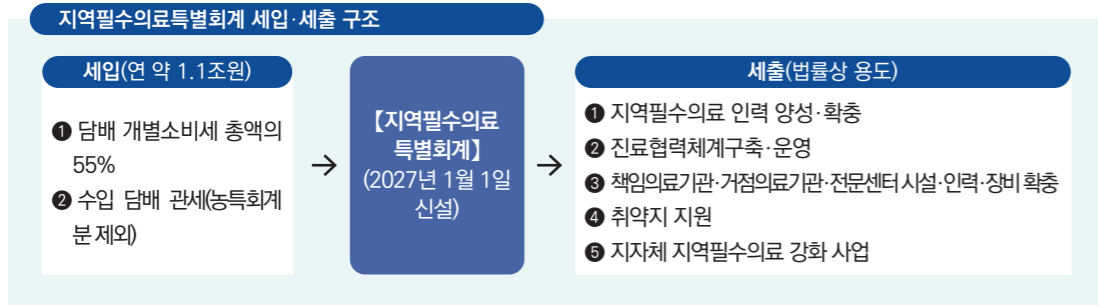 지역필수의료특별회계 세입·세출 구조
세입(연 약 1.1조원)
❶ 담배 개별소비세 총액의
55%
❷ 수입 담배 관세(농특회계
분 제외)
→
【지역필수의료
특별회계】
(2027년 1월 1일
신설)
→
세출(법률상 용도)
❶ 지역필수의료 인력 양성·확충
❷ 진료협력체계구축·운영
❸ 책임의료기관·거점의료기관·전문센터 시설·인력·장비 확충
❹ 취약지 지원
❺ 지자체 지역필수의료 강화 사업